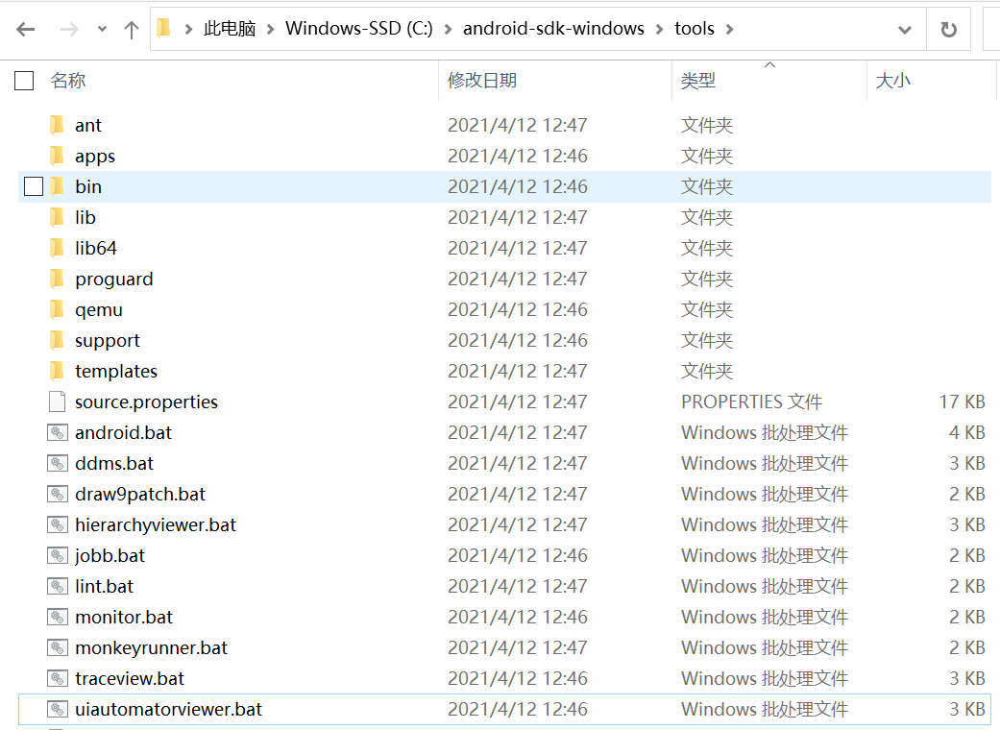 此电脑 Windows-SSD (C:) android-sdk-windows tools
名称 修改日期 类型 大小
ant 2021/4/12 12:47 文件夹
apps 2021/4/12 12:46 文件夹
bin 2021/4/12 12:46 文件夹
lib 2021/4/12 12:47 文件夹
lib64 2021/4/12 12:47 文件夹
proguard 2021/4/12 12:47 文件夹
qemu 2021/4/12 12:46 文件夹
support 2021/4/12 12:46 文件夹
templates 2021/4/12 12:47 文件夹
source.properties 2021/4/12 12:47 PROPERTIES 文件 17 KB
android.bat 2021/4/12 12:47 Windows 批处理文件 4 KB
ddms.bat 2021/4/12 12:47 Windows 批处理文件 3 KB
draw9patch.bat 2021/4/12 12:47 Windows 批处理文件 2 KB
hierarchyviewer.bat 2021/4/12 12:47 Windows 批处理文件 3 KB
jobb.bat 2021/4/12 12:46 Windows 批处理文件 2 KB
lint.bat 2021/4/12 12:47 Windows 批处理文件 2 KB
monitor.bat 2021/4/12 12:46 Windows 批处理文件 2 KB
monkeyrunner.bat 2021/4/12 12:47 Windows 批处理文件 2 KB
traceview.bat 2021/4/12 12:46 Windows 批处理文件 3 KB
uiautomatorviewer.bat 2021/4/12 12:46 Windows 批处理文件 3 KB